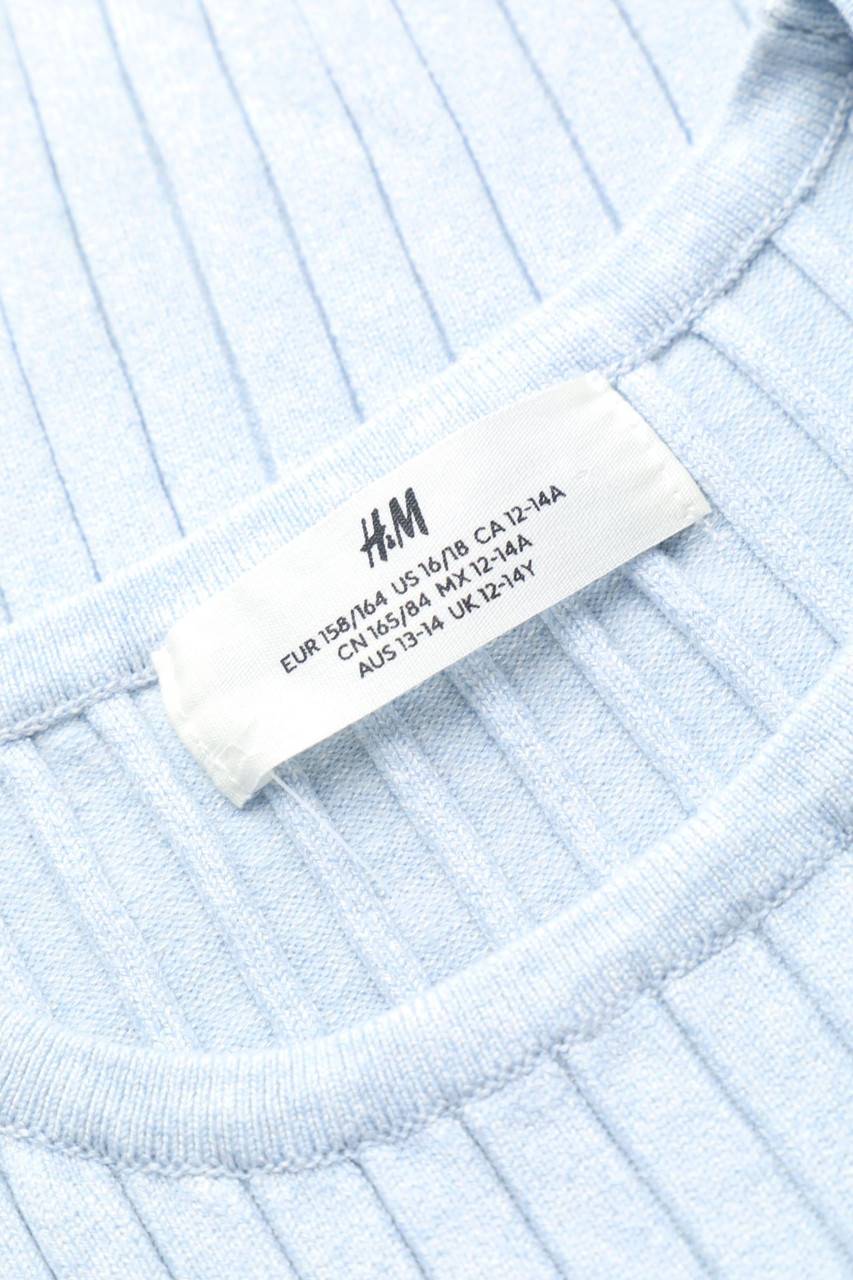 H&M
EUR 158/164 US 16/18 CA 12-14A
CN 165/84 MX 12-14A
AUS 13-14 UK 12-14Y